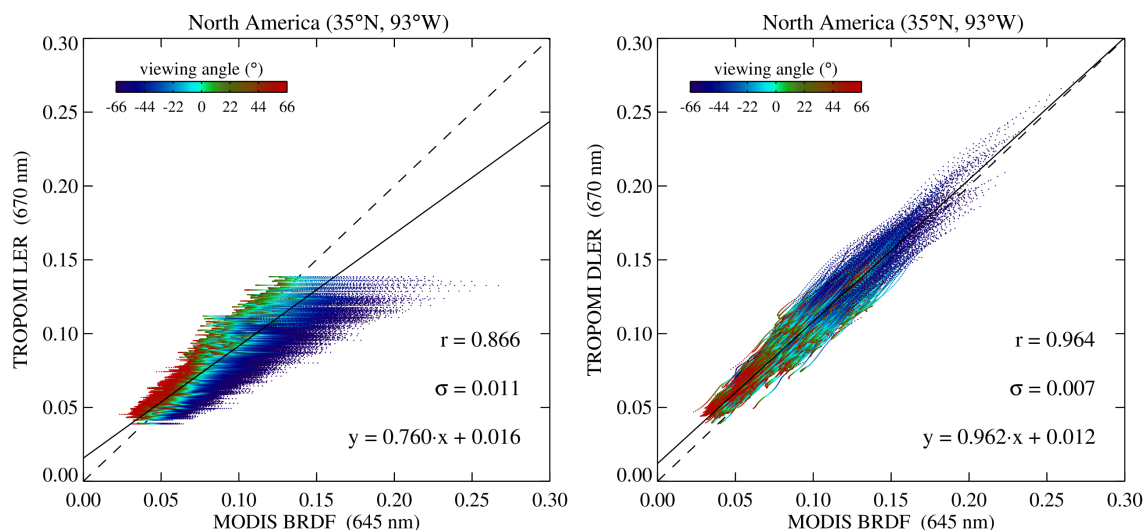 North America (35°N, 93°W)
0.30
viewing angle (°)
-66 -44 -22 0 22 44 66
0.25
0.20
0.15
0.10
0.05
0.00
TROPOMI LER (670 nm)
r = 0.866
σ = 0.011
y = 0.760·x + 0.016
0.00 0.05 0.10 0.15 0.20 0.25 0.30
MODIS BRDF (645 nm)
North America (35°N, 93°W)
0.30
viewing angle (°)
-66 -44 -22 0 22 44 66
0.25
0.20
0.15
0.10
0.05
0.00
TROPOMI DLER (670 nm)
r = 0.964
σ = 0.007
y = 0.962·x + 0.012
0.00 0.05 0.10 0.15 0.20 0.25 0.30
MODIS BRDF (645 nm)